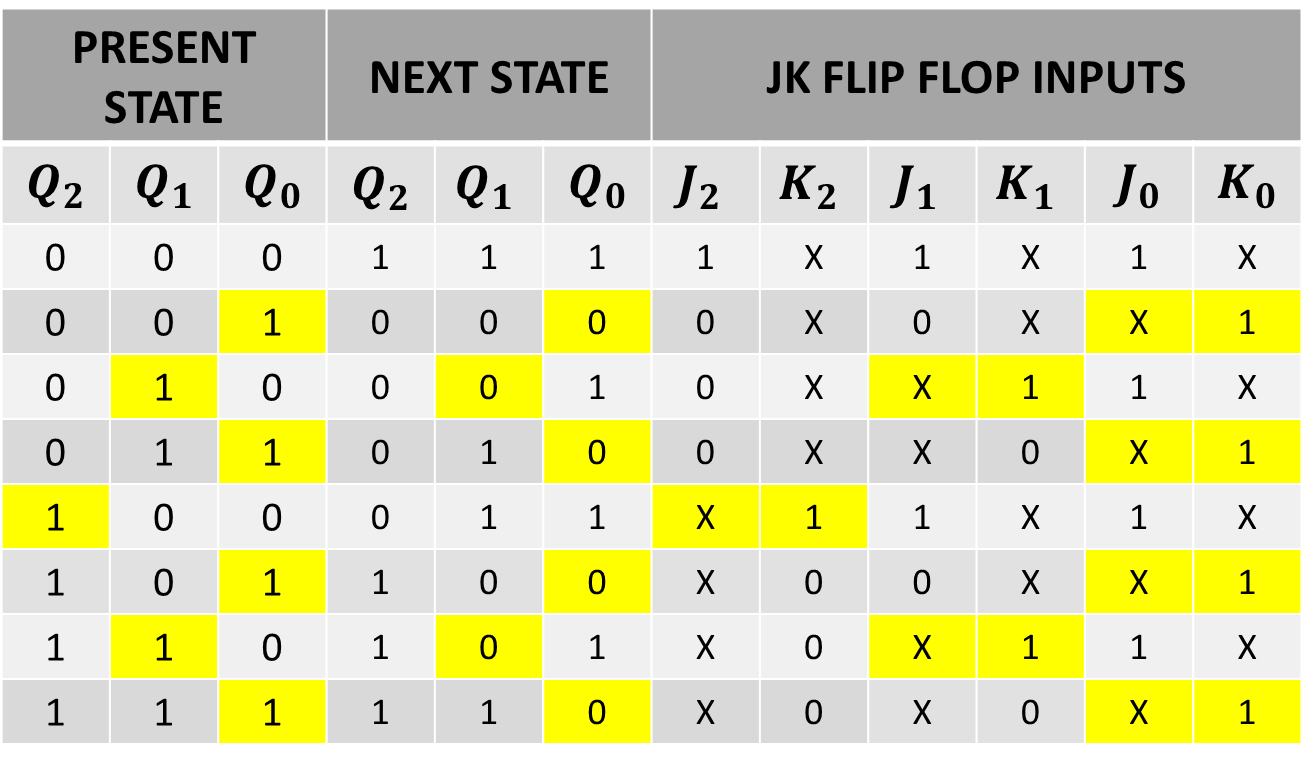 PRESENT STATE NEXT STATE JK FLIP FLOP INPUTS
Q₂ Q₁ Q₀ Q₂ Q₁ Q₀ J₂ K₂ J₁ K₁ J₀ K₀
0 0 0 1 1 1 1 X 1 X 1 X
0 0 1 0 0 0 0 X 0 X X 1
0 1 0 0 0 1 0 X X 1 1 X
0 1 1 0 1 0 0 X X 0 X 1
1 0 0 0 1 1 X 1 1 X 1 X
1 0 1 1 0 0 X 0 0 X X 1
1 1 0 1 0 1 X 0 X 1 1 X
1 1 1 1 1 0 X 0 X 0 X 1